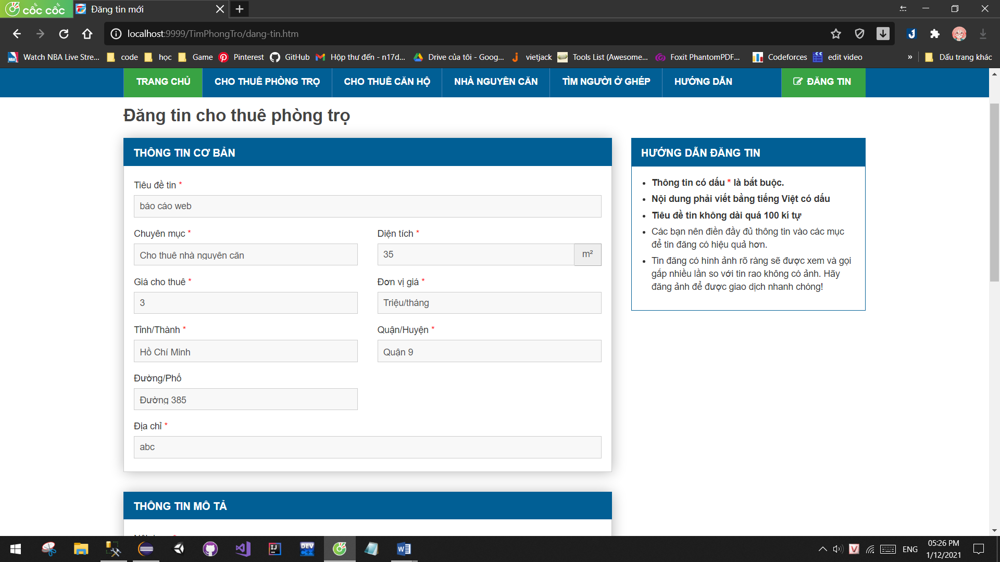 cốc cốc
Đăng tin mới
localhost:9999/TimPhongTro/dang-tin.htm
Watch NBA Live Stre... code học Game Pinterest GitHub Hộp thư đến - n17d... Drive của tôi - Goog... vietjack Tools List (Awesome... Foxit PhantomPDF... Codeforces edit video » Dấu trang khác
TRANG CHỦ CHO THUÊ PHÒNG TRỌ CHO THUÊ CĂN HỘ NHÀ NGUYÊN CĂN TÌM NGƯỜI Ở GHÉP HƯỚNG DẪN ĐĂNG TIN
Đăng tin cho thuê phòng trọ
THÔNG TIN CƠ BẢN
Tiêu đề tin *
báo cáo web
Chuyên mục * Diện tích *
Cho thuê nhà nguyên căn 35 m²
Giá cho thuê * Đơn vị giá *
3 Triệu/tháng
Tỉnh/Thành * Quận/Huyện *
Hồ Chí Minh Quận 9
Đường/Phố
Đường 385
Địa chỉ *
abc
THÔNG TIN MÔ TẢ
HƯỚNG DẪN ĐĂNG TIN
Thông tin có dấu * là bắt buộc.
Nội dung phải viết bằng tiếng Việt có dấu
Tiêu đề tin không dài quá 100 kí tự
Các bạn nên điền đầy đủ thông tin vào các mục
để tin đăng có hiệu quả hơn.
Tin đăng có hình ảnh rõ ràng sẽ được xem và gọi
gấp nhiều lần so với tin rao không có ảnh. Hãy
đăng ảnh để được giao dịch nhanh chóng!
ENG
05:26 PM
1/12/2021